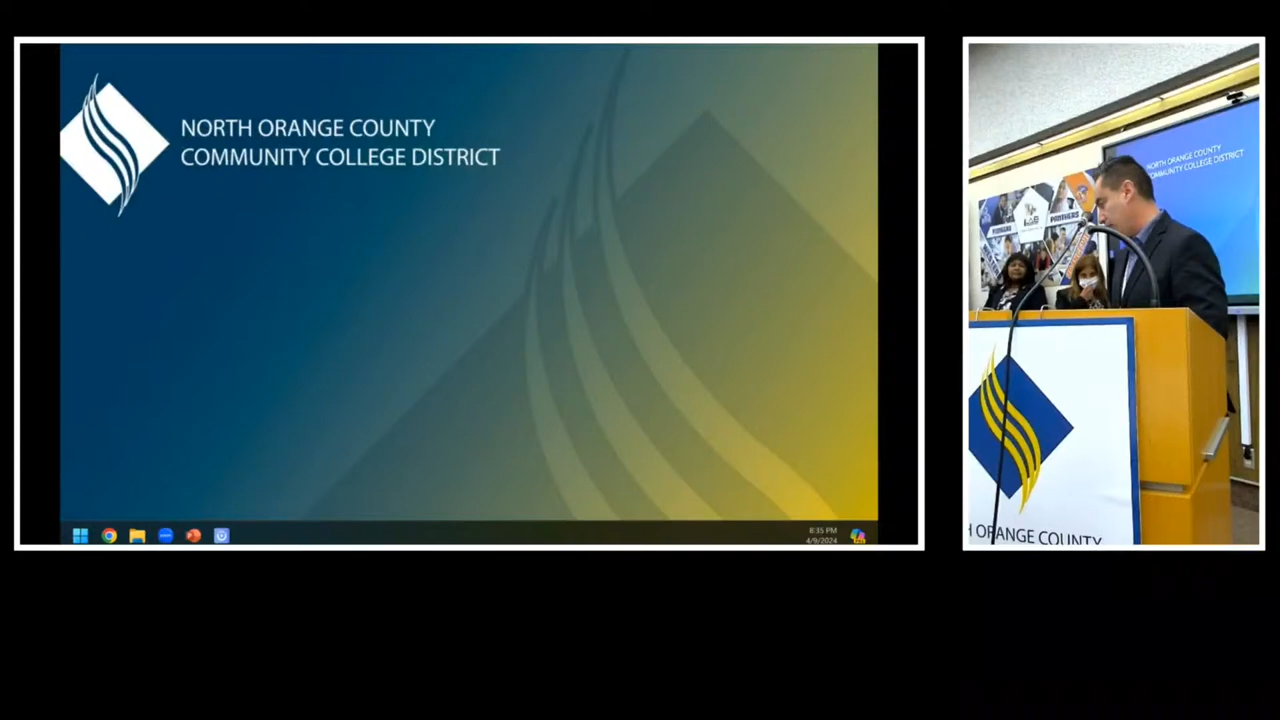 NORTH ORANGE COUNTY
COMMUNITY COLLEGE DISTRICT
8:35 PM
4/9/2024
NORTH ORANGE COUNTY
COMMUNITY COLLEGE DISTRICT
PANTHERS
H ORANGE COUNTY